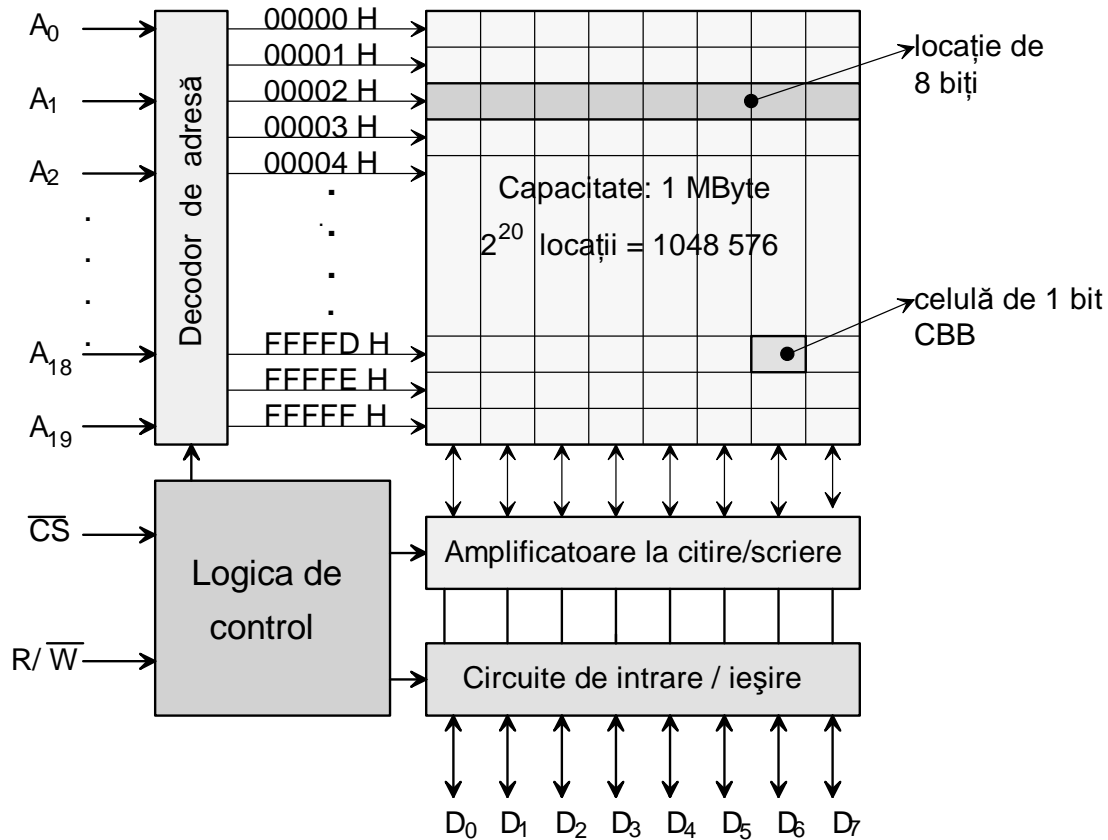 A0
A1
A2
A18
A19
Decodor de adresă
00000 H
00001 H
00002 H
00003 H
00004 H
FFFFD H
FFFFE H
FFFFF H
Capacitate: 1 MByte
2^20 locații = 1048 576
locație de
8 biți
celulă de 1 bit
CBB
C̅S̅
R/ W̅
Logica de
control
Amplificatoare la citire/scriere
Circuite de intrare / ieşire
D0 D1 D2 D3 D4 D5 D6 D7